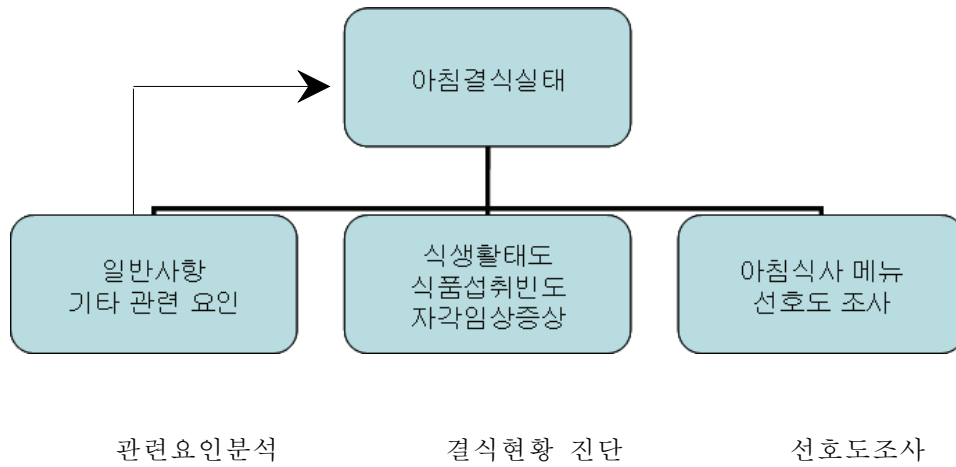 아침결식실태
일반사항
기타 관련 요인
식생활태도
식품섭취빈도
자각임상증상
아침식사 메뉴
선호도 조사
관련요인분석
결식현황 진단
선호도조사